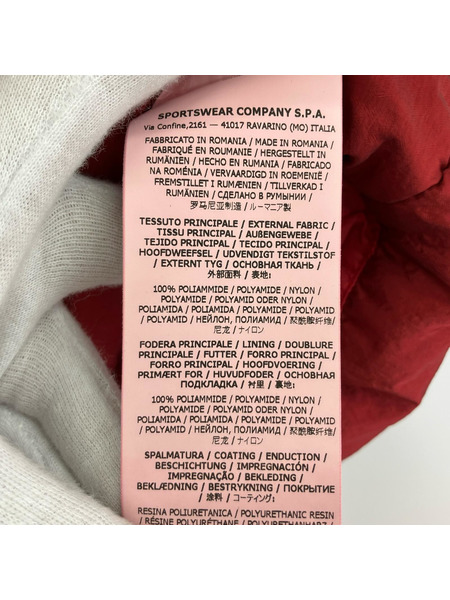 SPORTSWEAR COMPANY S.P.A.
Via Confine,2161 — 41017 RAVARINO (MO) ITALIA
FABBRICATO IN ROMANIA / MADE IN ROMANIA /
FABRIQUÉ EN ROUMANIE / HERGESTELLT IN
RUMÄNIEN / HECHO EN RUMANIA / FABRICADO
NA ROMÉNIA / VERVAARDIGD IN ROEMENIË /
FREMSTILLET I RUMÆNIEN / TILLVERKAD I
RUMÄNIEN / СДЕЛАНО В РУМЫНИИ /
罗马尼亚制造 / ルーマニア製
TESSUTO PRINCIPALE / EXTERNAL FABRIC /
TISSU PRINCIPAL / AUßENGEWEBE /
TEJIDO PRINCIPAL / TECIDO PRINCIPAL /
HOOFDWEEFSEL / UDVENDIGT TEKSTILSTOF
/ EXTERNT TYG / ОСНОВНАЯ ТКАНЬ /
外部面料 / 表地:
100% POLIAMMIDE / POLYAMIDE / NYLON /
POLYAMIDE / POLYAMID ODER NYLON /
POLIAMIDA / POLIAMIDA / POLYAMIDE / POLYAMID
/ POLYAMID / НЕЙЛОН, ПОЛИАМИД / 聚酰胺纤维/
尼龙 / ナイロン
FODERA PRINCIPALE / LINING / DOUBLURE
PRINCIPALE / FUTTER / FORRO PRINCIPAL /
FORRO PRINCIPAL / HOOFDVOERING /
PRIMÆRT FOR / HUVUDFODER / ОСНОВНАЯ
ПОДКЛАДКА / 衬里 / 裏地:
100% POLIAMMIDE / POLYAMIDE / NYLON /
POLYAMIDE / POLYAMID ODER NYLON /
POLIAMIDA / POLIAMIDA / POLYAMIDE / POLYAMID
/ POLYAMID / НЕЙЛОН, ПОЛИАМИД / 聚酰胺纤维/
尼龙 / ナイロン
SPALMATURA / COATING / ENDUCTION /
BESCHICHTUNG / IMPREGNACIÓN /
IMPREGNAÇÃO / BEKLEDING /
BEKLÆDNING / BESTRYKNING / ПОКРЫТИЕ
/ 涂料 / コーティング:
RESINA POLIURETANICA / POLYURETHANIC RESIN
/ RÉSINE POLYURÉTHANE / POLYURETHANHARZ /